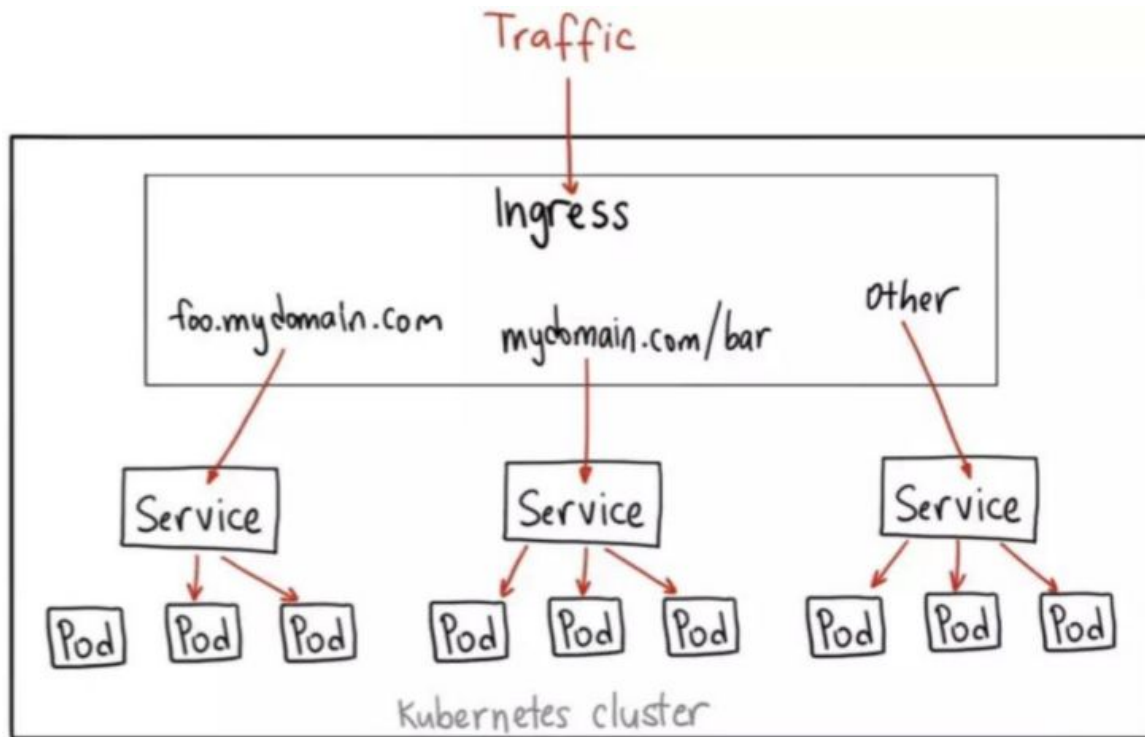 Traffic
Ingress
foo.mydomain.com
mydomain.com/bar
other
Service
Service
Service
Pod
Pod
Pod
Pod
Pod
Pod
Pod
Pod
Pod
Kubernetes cluster